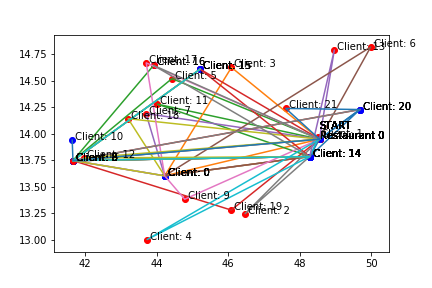 14.75
14.50
14.25
14.00
13.75
13.50
13.25
13.00
42
44
46
48
50
Client: 6
Client: 13
Client: 17
Client: 16
Client: 3
Client: 15
Client: 5
Client: 11
Client: 7
Client: 18
Client: 21
Client: 20
START
Restaurant 0
Client: 10
Client: 12
Client: 8
Client: 14
Client: 0
Client: 9
Client: 19
Client: 2
Client: 4